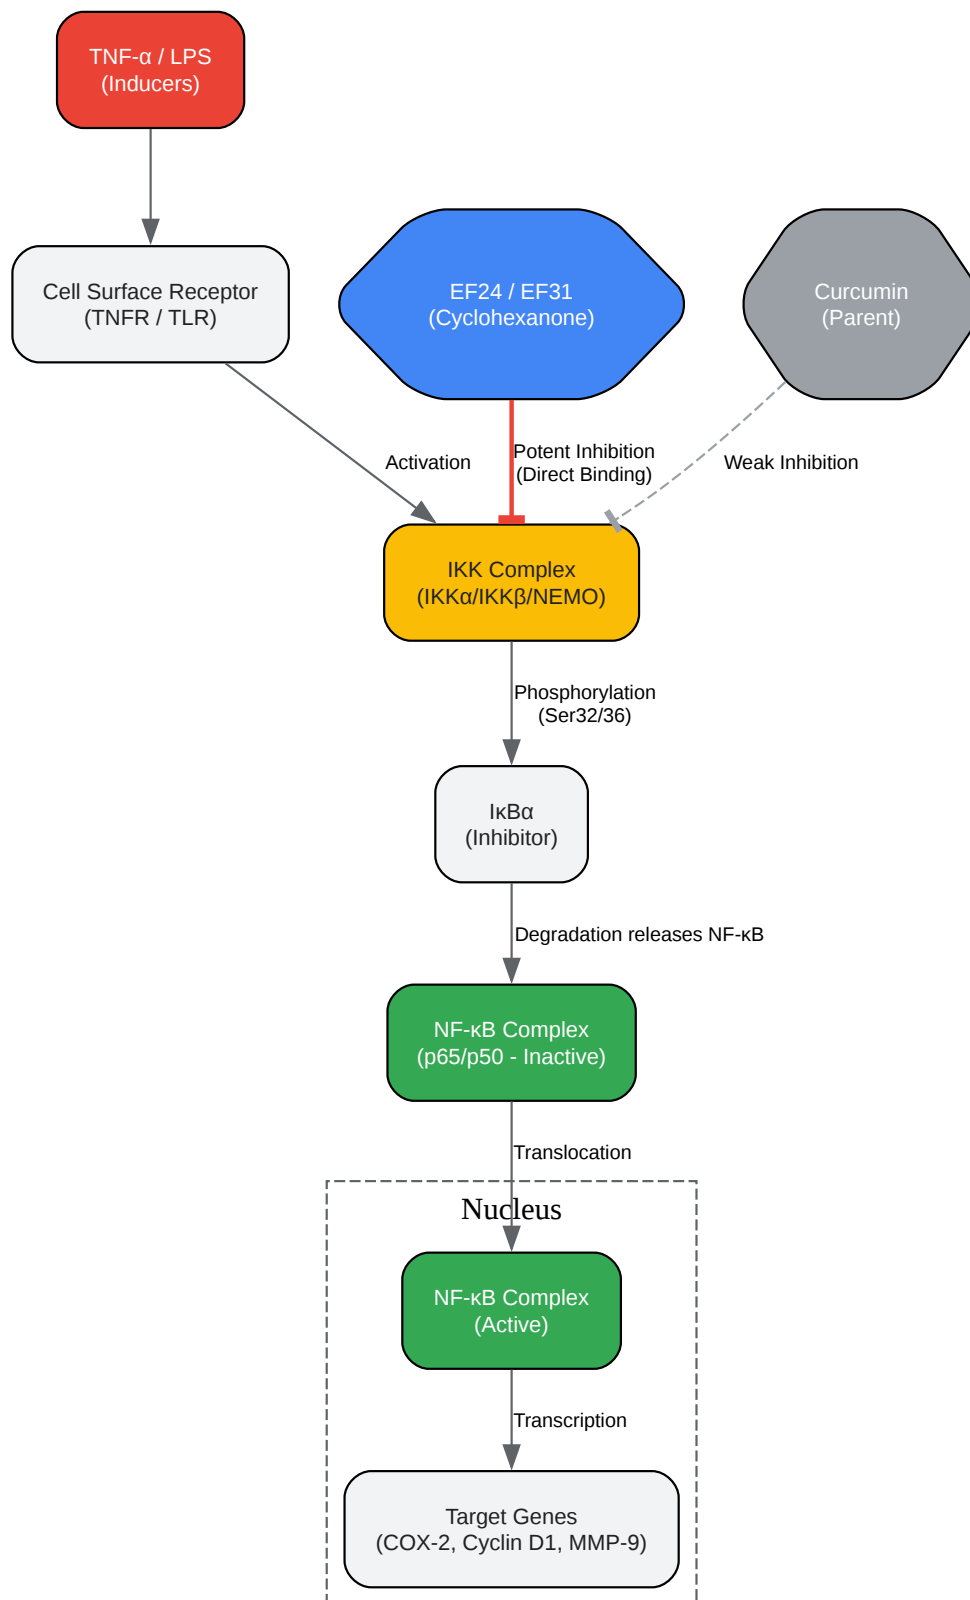 TNF-α / LPS
(Inducers)
Cell Surface Receptor
(TNFR / TLR)
EF24 / EF31
(Cyclohexanone)
Curcumin
(Parent)
Activation
Potent Inhibition
(Direct Binding)
Weak Inhibition
IKK Complex
(IKKα/IKKβ/NEMO)
Phosphorylation
(Ser32/36)
IκBα
(Inhibitor)
Degradation releases NF-κB
NF-κB Complex
(p65/p50 - Inactive)
Translocation
Nucleus
NF-κB Complex
(Active)
Transcription
Target Genes
(COX-2, Cyclin D1, MMP-9)